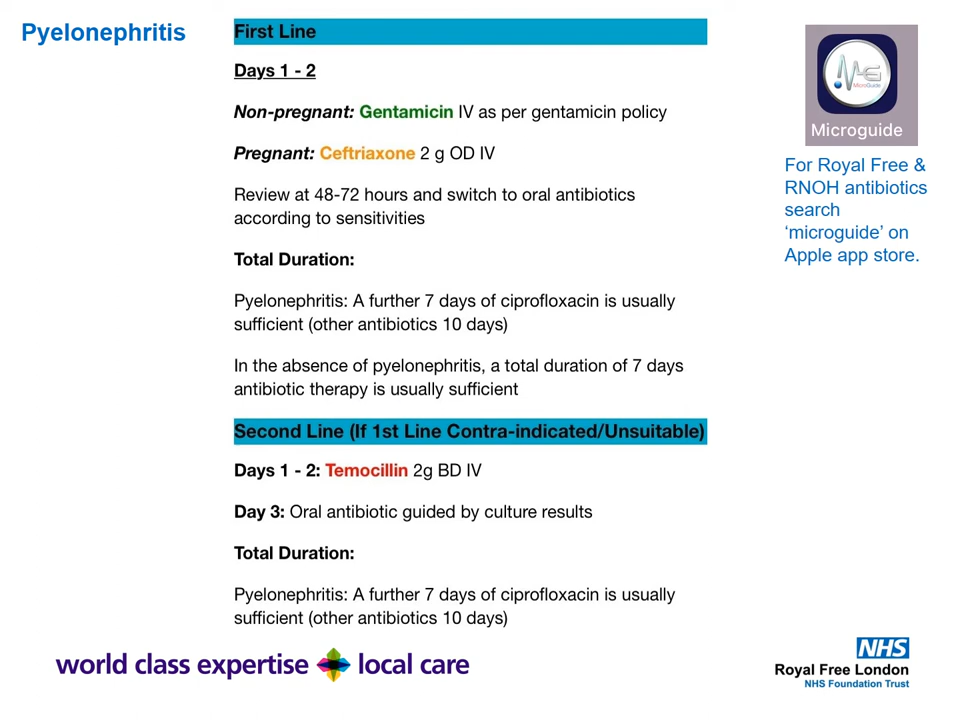 Pyelonephritis
First Line
Days 1 - 2
Non-pregnant: Gentamicin IV as per gentamicin policy
Pregnant: Ceftriaxone 2 g OD IV
Review at 48-72 hours and switch to oral antibiotics
according to sensitivities
Total Duration:
Pyelonephritis: A further 7 days of ciprofloxacin is usually
sufficient (other antibiotics 10 days)
In the absence of pyelonephritis, a total duration of 7 days
antibiotic therapy is usually sufficient
Second Line (If 1st Line Contra-indicated/Unsuitable)
Days 1 - 2: Temocillin 2g BD IV
Day 3: Oral antibiotic guided by culture results
Total Duration:
Pyelonephritis: A further 7 days of ciprofloxacin is usually
sufficient (other antibiotics 10 days)
MG
MicroGuide
Microguide
For Royal Free &
RNOH antibiotics
search
‘microguide’ on
Apple app store.
world class expertise local care
NHS
Royal Free London
NHS Foundation Trust